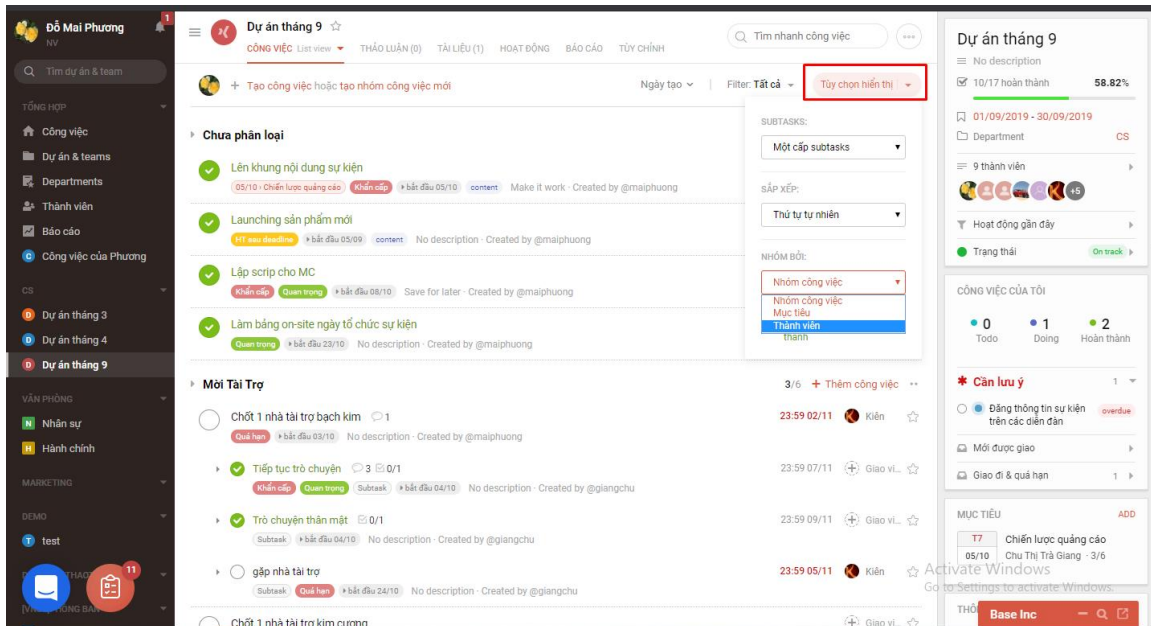 Đỗ Mai Phương
NV
1
Tìm dự án & team
TỔNG HỢP
Công việc
Dự án & teams
Departments
Thành viên
Báo cáo
C Công việc của Phương
CS
D Dự án tháng 3
D Dự án tháng 4
D Dự án tháng 9
VĂN PHÒNG
N Nhân sự
H Hành chính
MARKETING
DEMO
T test
11
Dự án tháng 9
CÔNG VIỆC List view THẢO LUẬN (0) TÀI LIỆU (1) HOẠT ĐỘNG BÁO CÁO TÙY CHỈNH
Tìm nhanh công việc
+ Tạo công việc hoặc tạo nhóm công việc mới
Ngày tạo Filter: Tất cả Tùy chọn hiển thị
SUBTASKS:
Một cấp subtasks
SẮP XẾP:
Thứ tự tự nhiên
NHÓM BỞI:
Nhóm công việc
Nhóm công việc
Mục tiêu
Thành viên
thành
Chưa phân loại
Lên khung nội dung sự kiện
05/10 · Chiến lược quảng cáo Khẩn cấp bắt đầu 05/10 content Make it work · Created by @maiphuong
Launching sản phẩm mới
HT sau deadline bắt đầu 05/09 content No description · Created by @maiphuong
Lập scrip cho MC
Khẩn cấp Quan trọng bắt đầu 08/10 Save for later · Created by @maiphuong
Làm bảng on-site ngày tổ chức sự kiện
Quan trọng bắt đầu 23/10 No description · Created by @maiphuong
Mời Tài Trợ 3/6 + Thêm công việc
Chốt 1 nhà tài trợ bạch kim 1 23:59 02/11 Kiên
Quá hạn bắt đầu 03/10 No description · Created by @maiphuong
Tiếp tục trò chuyện 3 0/1 23:59 07/11 Giao vi...
Khẩn cấp Quan trọng Subtask bắt đầu 04/10 No description · Created by @giangchu
Trò chuyện thân mật 0/1 23:59 09/11 Giao vi...
Subtask bắt đầu 04/10 No description · Created by @giangchu
gặp nhà tài trợ 23:59 05/11 Kiên
Subtask Quá hạn bắt đầu 24/10 No description · Created by @giangchu
Chốt 1 nhà tài trợ kim cương Giao vi...
Dự án tháng 9
No description
10/17 hoàn thành 58.82%
01/09/2019 - 30/09/2019
Department CS
9 thành viên
+5
Hoạt động gần đây
Trạng thái On track
CÔNG VIỆC CỦA TÔI
0 1 2
Todo Doing Hoàn thành
Cần lưu ý 1
Đăng thông tin sự kiện overdue
trên các diễn đàn
Mới được giao
Giao đi & quá hạn 1
MỤC TIÊU ADD
T7 Chiến lược quảng cáo
05/10 Chu Thị Trà Giang · 3/6
Activate Windows
Go to Settings to activate Windows.
Base Inc